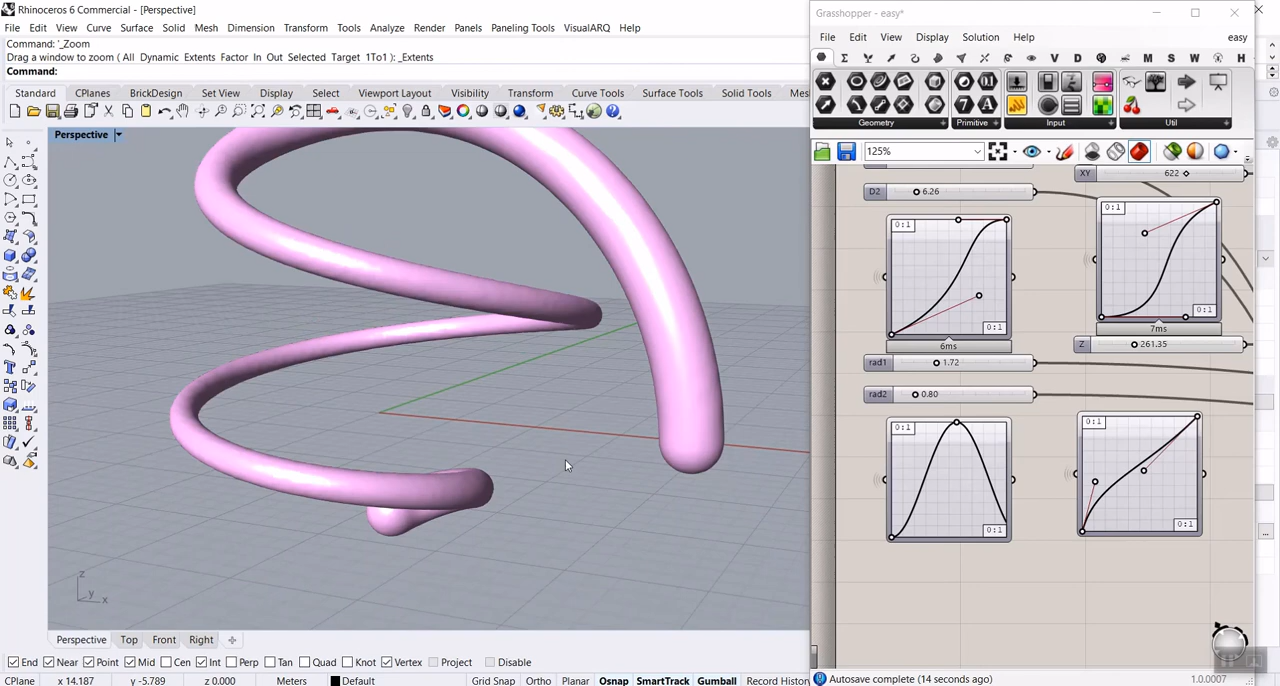 Rhinoceros 6 Commercial - [Perspective]
File Edit View Curve Surface Solid Mesh Dimension Transform Tools Analyze Render Panels Paneling Tools VisualARQ Help
Command: '_Zoom
Drag a window to zoom ( All Dynamic Extents Factor In Out Selected Target 1To1 ): _Extents
Command:
Standard CPlanes BrickDesign Set View Display Select Viewport Layout Visibility Transform Curve Tools Surface Tools Solid Tools Mes
Perspective
z
y x
Perspective Top Front Right
End Near Point Mid Cen Int Perp Tan Quad Knot Vertex Project Disable
CPlane x 14.187 y -5.789 z 0.000 Meters Default Grid Snap Ortho Planar Osnap SmartTrack Gumball Record History
Grasshopper - easy*
File Edit View Display Solution Help easy
V D M S W H
Geometry Primitive Input Util
125%
XY 622
D2 6.26
0:1
0:1
6ms
0:1
0:1
7ms
Z 261.35
rad1 1.72
rad2 0.80
0:1
0:1
0:1
0:1
Autosave complete (14 seconds ago) 1.0.0007